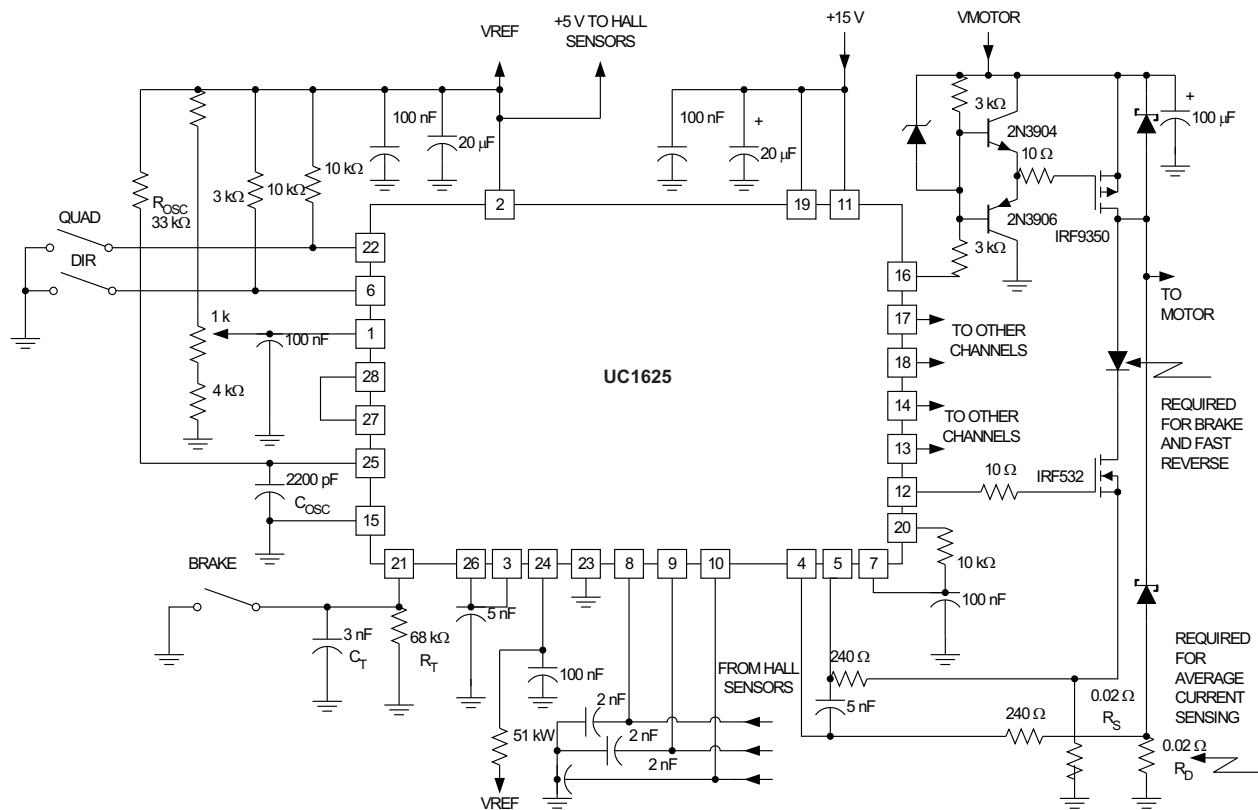 +5 V TO HALL
SENSORS
VREF
+15 V
VMOTOR
100 nF
+
20 µF
100 nF
+
20 µF
3 kΩ
2N3904
10 Ω
+
100 µF
ROSC
33 kΩ
3 kΩ
10 kΩ
10 kΩ
2N3906
3 kΩ
IRF9350
QUAD
DIR
2
19
11
22
6
1
28
27
25
15
1 k
100 nF
4 kΩ
2200 pF
COSC
UC1625
16
17
18
14
13
12
20
TO OTHER
CHANNELS
TO OTHER
CHANNELS
TO
MOTOR
REQUIRED
FOR BRAKE
AND FAST
REVERSE
10 Ω
IRF532
BRAKE
21
26
3
24
23
8
9
10
4
5
7
10 kΩ
100 nF
3 nF
CT
68 kΩ
RT
5 nF
100 nF
51 kW
VREF
2 nF
2 nF
2 nF
FROM HALL
SENSORS
240 Ω
5 nF
240 Ω
0.02 Ω
RS
0.02 Ω
RD
REQUIRED
FOR
AVERAGE
CURRENT
SENSING